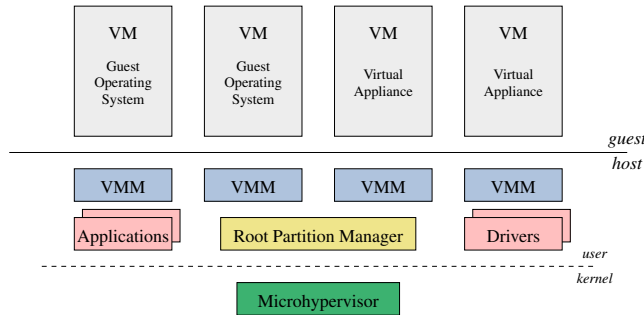 VM
Guest
Operating
System
VM
Guest
Operating
System
VM
Virtual
Appliance
VM
Virtual
Appliance
guest
host
VMM
VMM
VMM
VMM
Applications
Root Partition Manager
Drivers
user
kernel
Microhypervisor